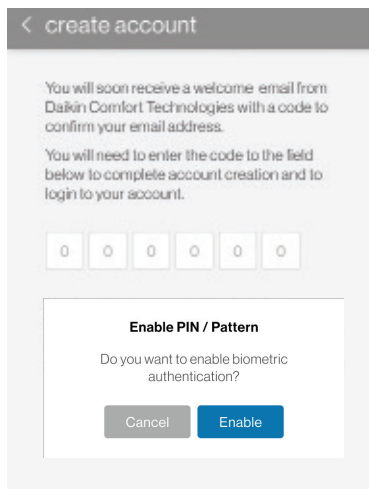 < create account
You will soon receive a welcome email from
Daikin Comfort Technologies with a code to
confirm your email address.
You will need to enter the code to the field
below to complete account creation and to
login to your account.
0 0 0 0 0 0
Enable PIN / Pattern
Do you want to enable biometric
authentication?
Cancel Enable